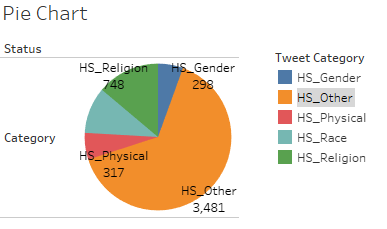 Pie Chart
Status
Category
HS_Religion
748
HS_Gender
298
HS_Physical
317
HS_Other
3,481
Tweet Category
HS_Gender
HS_Other
HS_Physical
HS_Race
HS_Religion